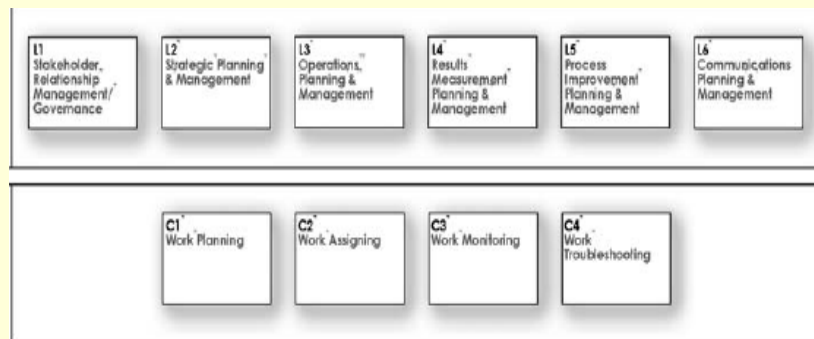 L1
Stakeholder
Relationship
Management/
Governance
L2
Strategic Planning
& Management
L3
Operations,
Planning &
Management
L4
Results
Measurement
Planning &
Management
L5
Process
Improvement
Planning &
Management
L6
Communications
Planning &
Management
C1
Work Planning
C2
Work Assigning
C3
Work Monitoring
C4
Work
Troubleshooting